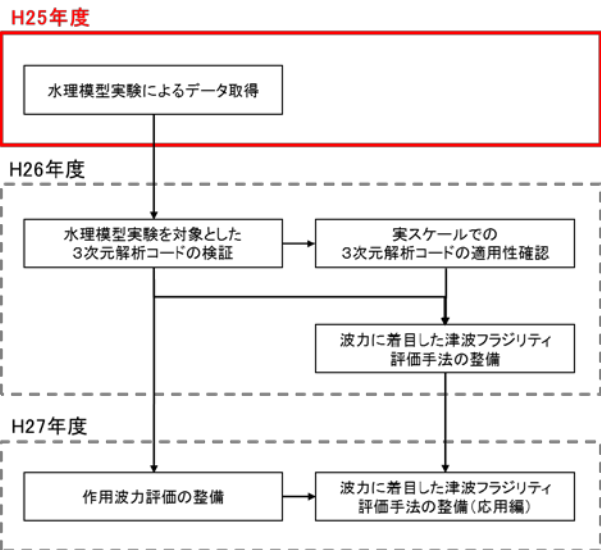 H25年度
水理模型実験によるデータ取得
H26年度
水理模型実験を対象とした
３次元解析コードの検証
実スケールでの
３次元解析コードの適用性確認
波力に着目した津波フラジリティ
評価手法の整備
H27年度
作用波力評価の整備
波力に着目した津波フラジリティ
評価手法の整備(応用編)